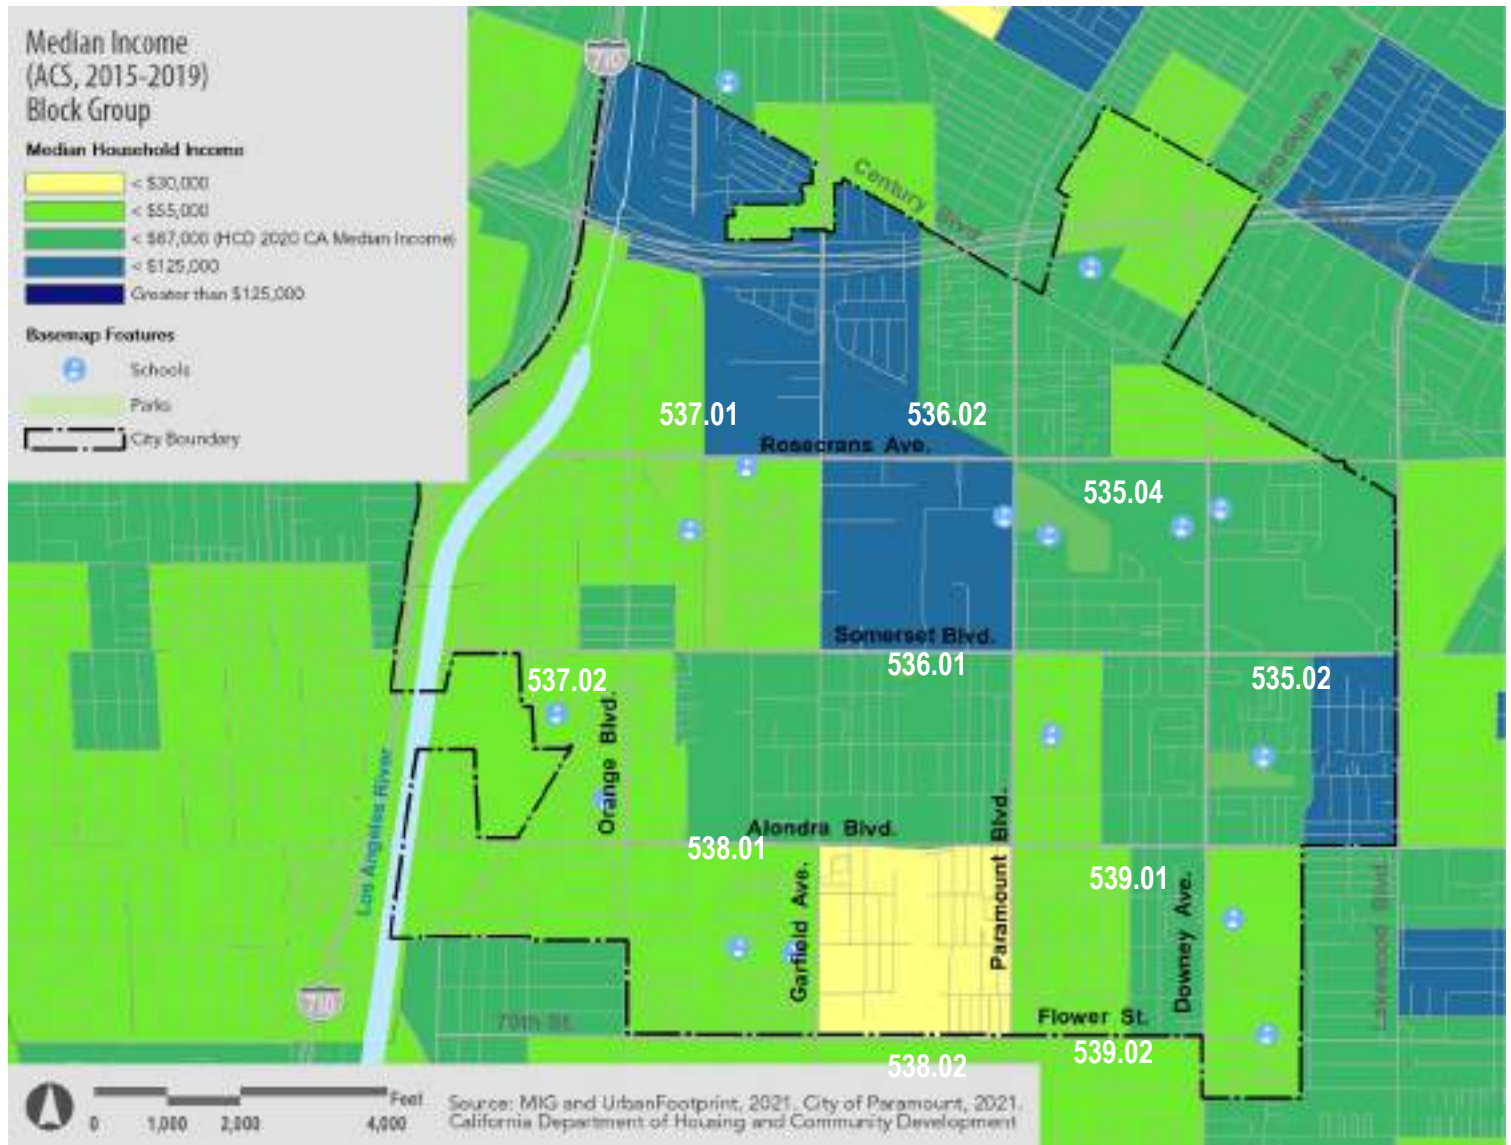 Median Income
(ACS, 2015-2019)
Block Group
Median Household Income
< $30,000
< $55,000
< $87,000 (HCD 2020 CA Median Income)
< $125,000
Greater than $125,000
Basemap Features
Schools
Parks
City Boundary
710
Brookshire Ave
Century Blvd.
537.01
536.02
Rosecrans Ave.
535.04
Somerset Blvd.
536.01
537.02
535.02
Orange Blvd.
Los Angeles River
Alondra Blvd.
538.01
Paramount Blvd.
539.01
Garfield Ave.
Downey Ave.
Lakewood Blvd.
710
70th St.
Flower St.
539.02
538.02
Feet
0 1,000 2,000 4,000
Source: MIG and UrbanFootprint, 2021. City of Paramount, 2021.
California Department of Housing and Community Development